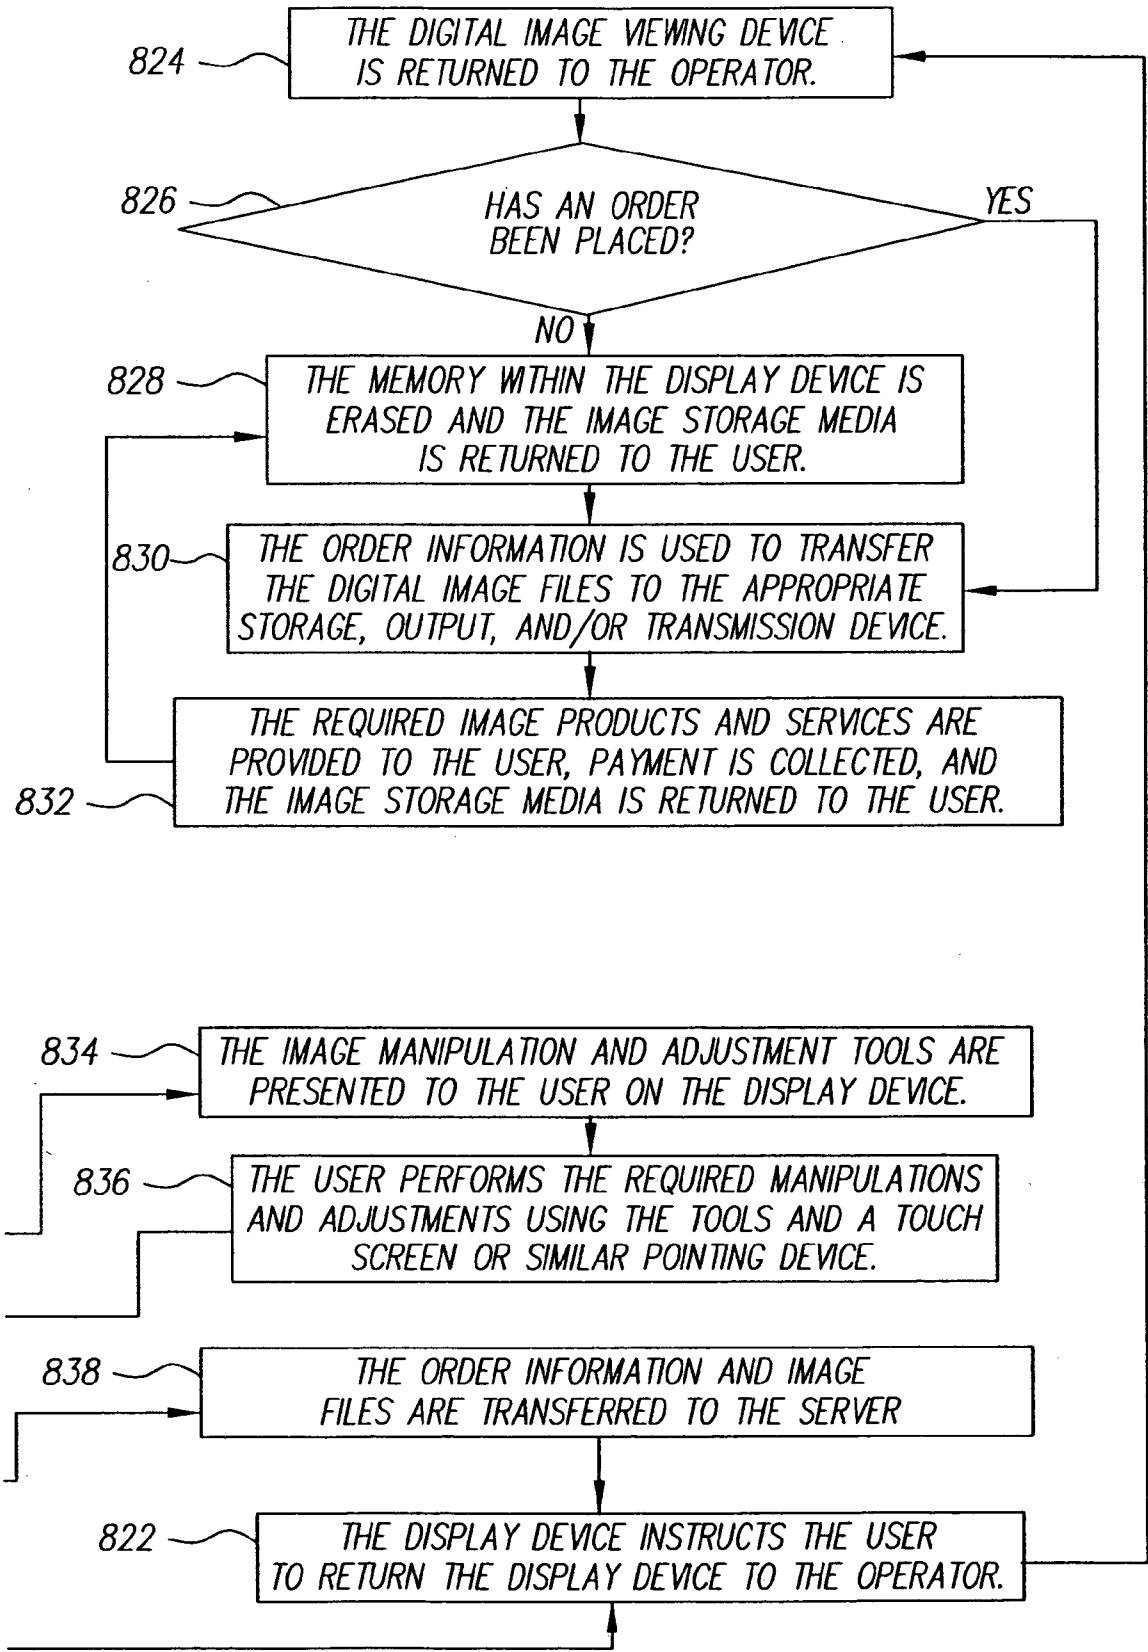 824
THE DIGITAL IMAGE VIEWING DEVICE
IS RETURNED TO THE OPERATOR.
826
HAS AN ORDER
BEEN PLACED?
YES
NO
828
THE MEMORY WITHIN THE DISPLAY DEVICE IS
ERASED AND THE IMAGE STORAGE MEDIA
IS RETURNED TO THE USER.
830
THE ORDER INFORMATION IS USED TO TRANSFER
THE DIGITAL IMAGE FILES TO THE APPROPRIATE
STORAGE, OUTPUT, AND/OR TRANSMISSION DEVICE.
832
THE REQUIRED IMAGE PRODUCTS AND SERVICES ARE
PROVIDED TO THE USER, PAYMENT IS COLLECTED, AND
THE IMAGE STORAGE MEDIA IS RETURNED TO THE USER.
834
THE IMAGE MANIPULATION AND ADJUSTMENT TOOLS ARE
PRESENTED TO THE USER ON THE DISPLAY DEVICE.
836
THE USER PERFORMS THE REQUIRED MANIPULATIONS
AND ADJUSTMENTS USING THE TOOLS AND A TOUCH
SCREEN OR SIMILAR POINTING DEVICE.
838
THE ORDER INFORMATION AND IMAGE
FILES ARE TRANSFERRED TO THE SERVER
822
THE DISPLAY DEVICE INSTRUCTS THE USER
TO RETURN THE DISPLAY DEVICE TO THE OPERATOR.